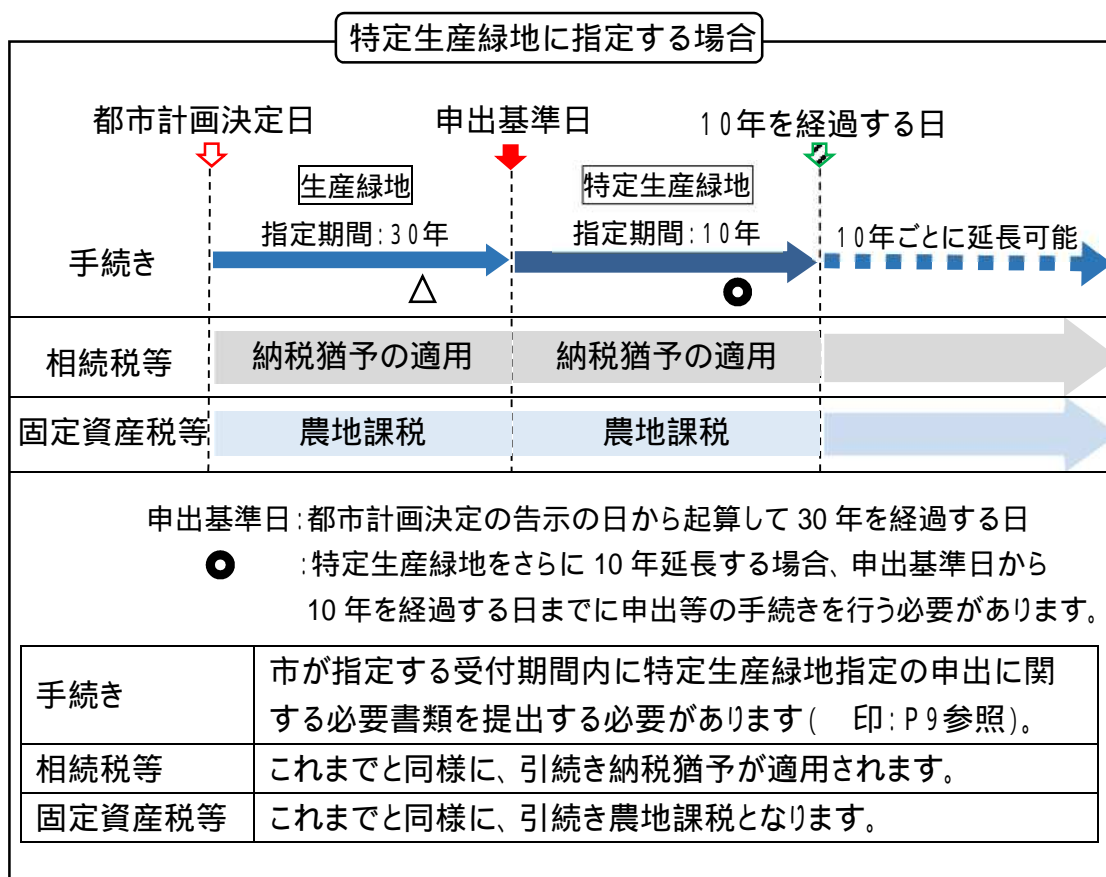 特定生産緑地に指定する場合
都市計画決定日 申出基準日 10年を経過する日
生産緑地 特定生産緑地
指定期間:30年 指定期間:10年 10年ごとに延長可能
手続き
△ ◎
相続税等 納税猶予の適用 納税猶予の適用
固定資産税等 農地課税 農地課税
申出基準日:都市計画決定の告示の日から起算して 30 年を経過する日
◎ :特定生産緑地をさらに 10 年延長する場合、申出基準日から
10 年を経過する日までに申出等の手続きを行う必要があります。
手続き 市が指定する受付期間内に特定生産緑地指定の申出に関
する必要書類を提出する必要があります(　印:P9参照)。
相続税等 これまでと同様に、引続き納税猶予が適用されます。
固定資産税等 これまでと同様に、引続き農地課税となります。